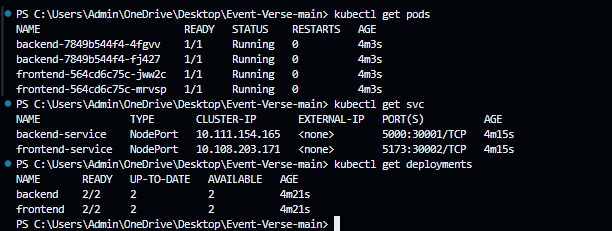 PS C:\Users\Admin\OneDrive\Desktop\Event-Verse-main> kubectl get pods
NAME READY STATUS RESTARTS AGE
backend-7849b544f4-4fgvv 1/1 Running 0 4m3s
backend-7849b544f4-fj427 1/1 Running 0 4m3s
frontend-564cd6c75c-jww2c 1/1 Running 0 4m3s
frontend-564cd6c75c-mrvsp 1/1 Running 0 4m3s
PS C:\Users\Admin\OneDrive\Desktop\Event-Verse-main> kubectl get svc
NAME TYPE CLUSTER-IP EXTERNAL-IP PORT(S) AGE
backend-service NodePort 10.111.154.165 <none> 5000:30001/TCP 4m15s
frontend-service NodePort 10.108.203.171 <none> 5173:30002/TCP 4m15s
PS C:\Users\Admin\OneDrive\Desktop\Event-Verse-main> kubectl get deployments
NAME READY UP-TO-DATE AVAILABLE AGE
backend 2/2 2 2 4m21s
frontend 2/2 2 2 4m21s
PS C:\Users\Admin\OneDrive\Desktop\Event-Verse-main>